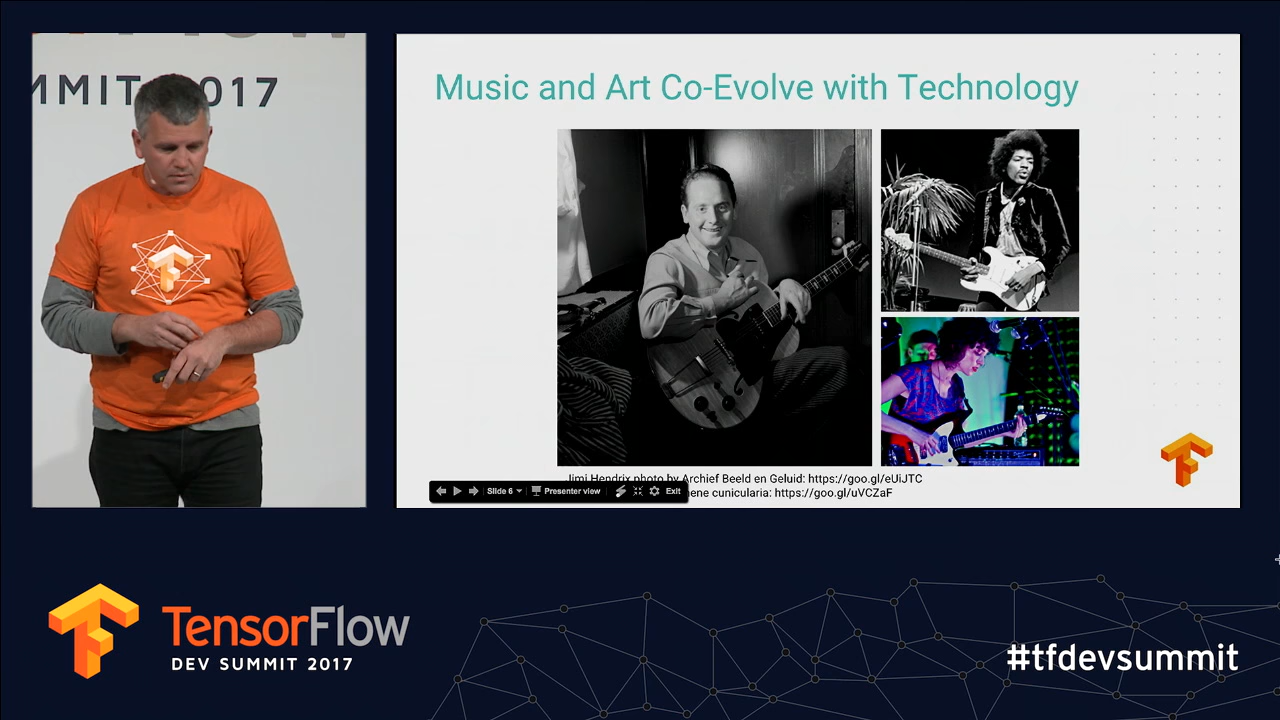 MMIT 2017
Music and Art Co-Evolve with Technology
Jimi Hendrix photo by Archief Beeld en Geluid: https://goo.gl/eUiJTC
cunicularia: https://goo.gl/uVCZaF
Slide 6 Presenter view Exit
TensorFlow
DEV SUMMIT 2017
#tfdevsummit